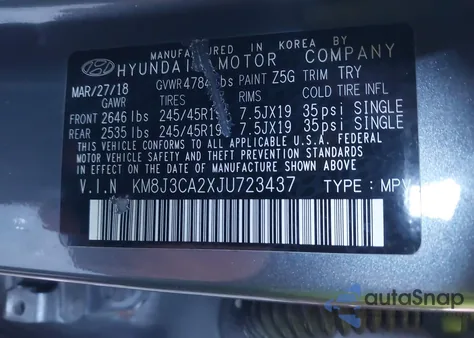 MANUFACTURED IN KOREA BY
HYUNDAI MOTOR COMPANY
MAR/27/18 GVWR 4784 lbs PAINT Z5G TRIM TRY
GAWR TIRES RIMS COLD TIRE INFL
FRONT 2646 lbs 245/45R19 7.5JX19 35psi SINGLE
REAR 2535 lbs 245/45R19 7.5JX19 35psi SINGLE
THIS VEHICLE CONFORMS TO ALL APPLICABLE U.S.A. FEDERAL
MOTOR VEHICLE SAFETY BUMPER, AND THEFT PREVENTION STANDARDS
IN EFFECT ON THE DATE OF MANUFACTURE SHOWN ABOVE.
V.I.N KM8J3CA2XJU723437 TYPE : MPV
autoSnap